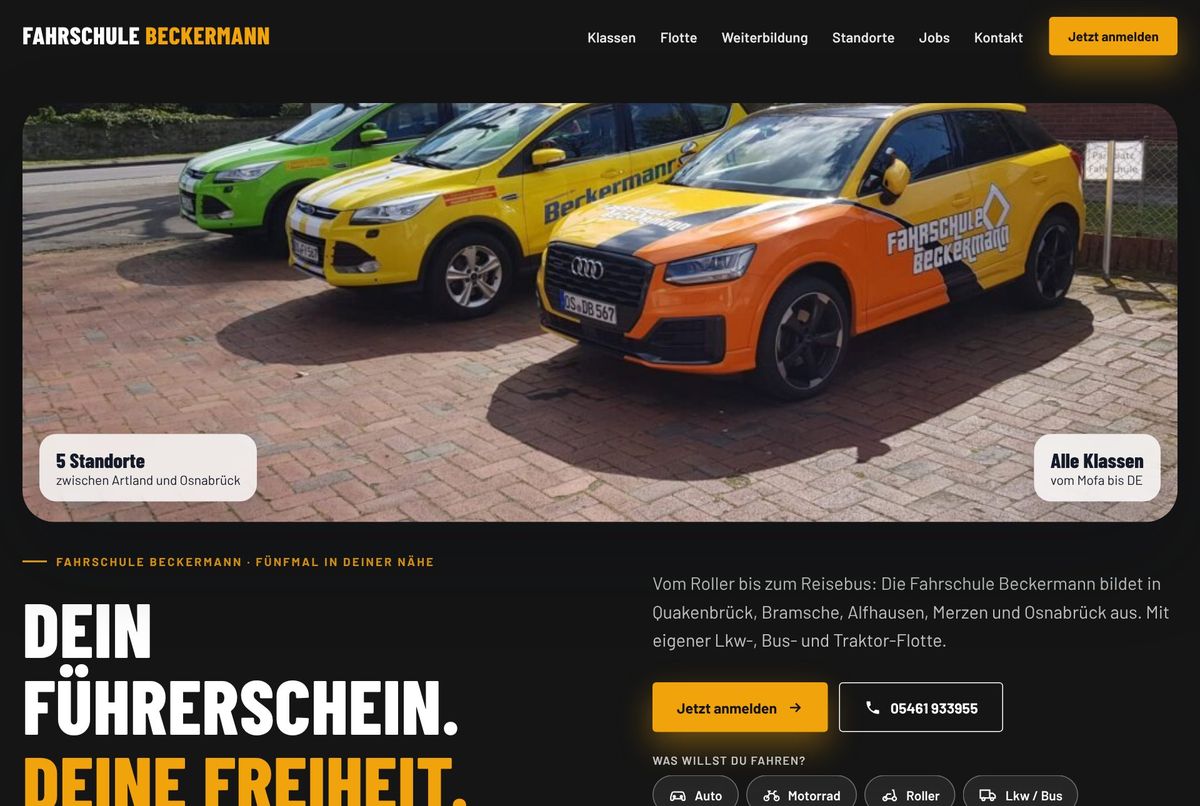 FAHRSCHULE BECKERMANN
Klassen
Flotte
Weiterbildung
Standorte
Jobs
Kontakt
Jetzt anmelden
Beckermann
FAHRSCHULE
BECKERMANN
OS DB 567
5 Standorte
zwischen Artland und Osnabrück
Alle Klassen
vom Mofa bis DE
FAHRSCHULE BECKERMANN · FÜNFMAL IN DEINER NÄHE
DEIN
FÜHRERSCHEIN.
DEINE FREIHEIT.
Vom Roller bis zum Reisebus: Die Fahrschule Beckermann bildet in
Quakenbrück, Bramsche, Alfhausen, Merzen und Osnabrück aus. Mit
eigener Lkw-, Bus- und Traktor-Flotte.
Jetzt anmelden →
05461 933955
WAS WILLST DU FAHREN?
Auto
Motorrad
Roller
Lkw / Bus